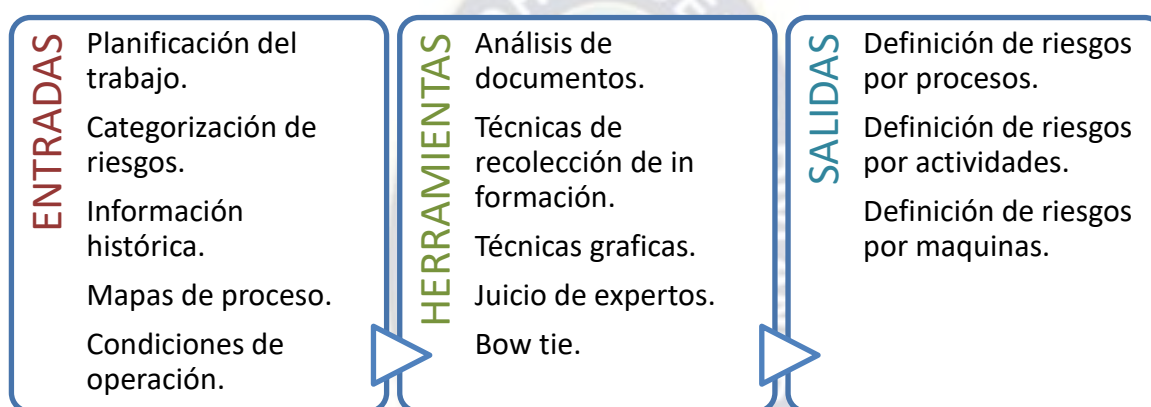 ENTRADAS
Planificación del
trabajo.
Categorización de
riesgos.
Información
histórica.
Mapas de proceso.
Condiciones de
operación.
HERRAMIENTAS
Análisis de
documentos.
Técnicas de
recolección de in
formación.
Técnicas graficas.
Juicio de expertos.
Bow tie.
SALIDAS
Definición de riesgos
por procesos.
Definición de riesgos
por actividades.
Definición de riesgos
por maquinas.